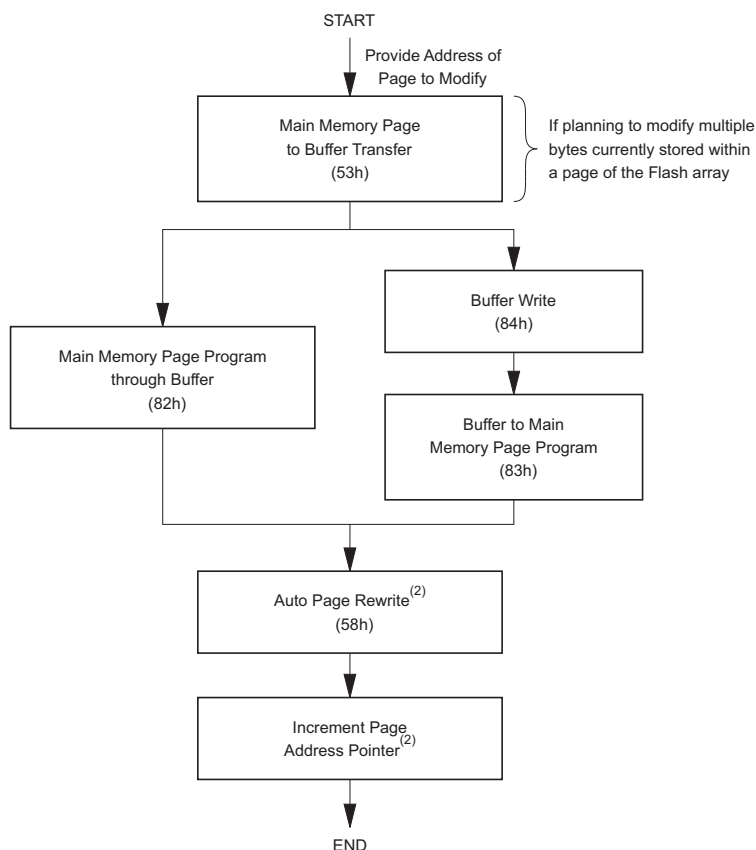 START
Provide Address of
Page to Modify
Main Memory Page
to Buffer Transfer
(53h)
If planning to modify multiple
bytes currently stored within
a page of the Flash array
Buffer Write
(84h)
Main Memory Page Program
through Buffer
(82h)
Buffer to Main
Memory Page Program
(83h)
Auto Page Rewrite(2)
(58h)
Increment Page
Address Pointer(2)
END